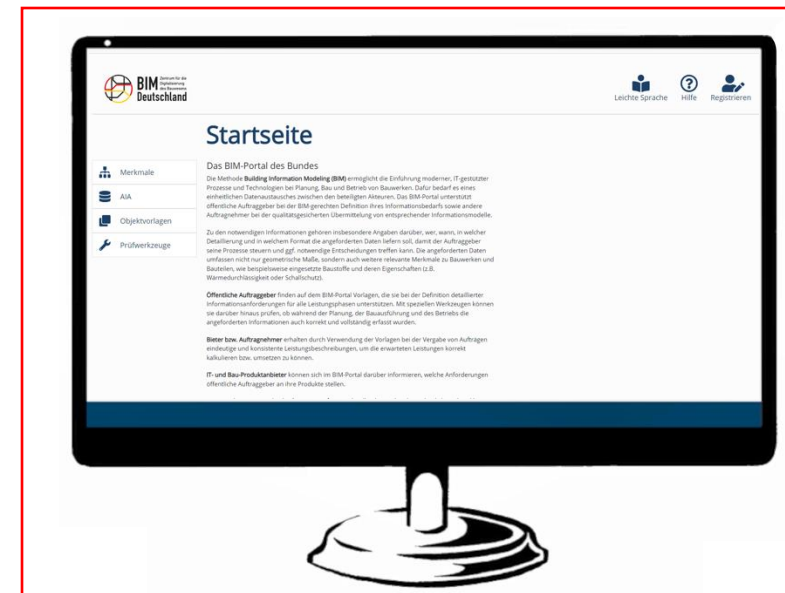 BIM Zentrum für die
Digitalisierung
des Bauwesens
Deutschland
Leichte Sprache
Hilfe
Registrieren
Startseite
Merkmale
AIA
Objektvorlagen
Prüfwerkzeuge
Das BIM-Portal des Bundes
Die Methode Building Information Modeling (BIM) ermöglicht die Einführung moderner, IT-gestützter
Prozesse und Technologien bei Planung, Bau und Betrieb von Bauwerken. Dafür bedarf es eines
einheitlichen Datenaustausches zwischen den beteiligten Akteuren. Das BIM-Portal unterstützt
öffentliche Auftraggeber bei der BIM-gerechten Definition ihres Informationsbedarfs sowie andere
Auftragnehmer bei der qualitätsgesicherten Übermittelung von entsprechender Informationsmodelle.
Zu den notwendigen Informationen gehören insbesondere Angaben darüber, wer, wann, in welcher
Detaillierung und in welchem Format die angeforderten Daten liefern soll, damit der Auftraggeber
seine Prozesse steuern und ggf. notwendige Entscheidungen treffen kann. Die angeforderten Daten
umfassen nicht nur geometrische Maße, sondern auch weitere relevante Merkmale zu Bauwerken und
Bauteilen, wie beispielsweise eingesetzte Baustoffe und deren Eigenschaften (z.B.
Wärmedurchlässigkeit oder Schallschutz).
Öffentliche Auftraggeber finden auf dem BIM-Portal Vorlagen, die sie bei der Definition detaillierter
Informationsanforderungen für alle Leistungsphasen unterstützen. Mit speziellen Werkzeugen können
sie darüber hinaus prüfen, ob während der Planung, der Bauausführung und des Betriebs die
angeforderten Informationen auch korrekt und vollständig erfasst wurden.
Bieter bzw. Auftragnehmer erhalten durch Verwendung der Vorlagen bei der Vergabe von Aufträgen
eindeutige und konsistente Leistungsbeschreibungen, um die erwarteten Leistungen korrekt
kalkulieren bzw. umsetzen zu können.
IT- und Bau-Produktanbieter können sich im BIM-Portal darüber informieren, welche Anforderungen
öffentliche Auftraggeber an ihre Produkte stellen.